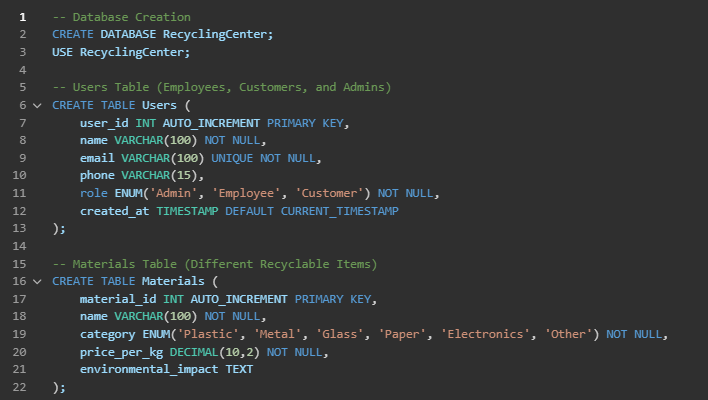 1 -- Database Creation
2 CREATE DATABASE RecyclingCenter;
3 USE RecyclingCenter;
4
5 -- Users Table (Employees, Customers, and Admins)
6 CREATE TABLE Users (
7     user_id INT AUTO_INCREMENT PRIMARY KEY,
8     name VARCHAR(100) NOT NULL,
9     email VARCHAR(100) UNIQUE NOT NULL,
10     phone VARCHAR(15),
11     role ENUM('Admin', 'Employee', 'Customer') NOT NULL,
12     created_at TIMESTAMP DEFAULT CURRENT_TIMESTAMP
13 );
14
15 -- Materials Table (Different Recyclable Items)
16 CREATE TABLE Materials (
17     material_id INT AUTO_INCREMENT PRIMARY KEY,
18     name VARCHAR(100) NOT NULL,
19     category ENUM('Plastic', 'Metal', 'Glass', 'Paper', 'Electronics', 'Other') NOT NULL,
20     price_per_kg DECIMAL(10,2) NOT NULL,
21     environmental_impact TEXT
22 );